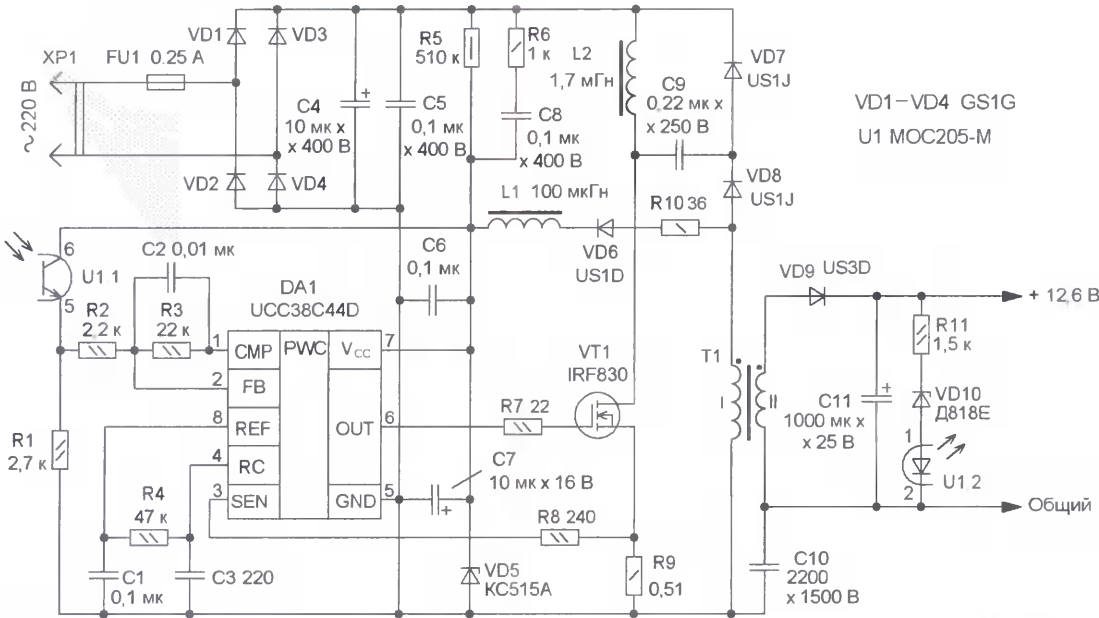 VD1
VD3
XP1
FU1 0.25 А
~220 В
C4
10 мк х
х 400 В
C5
0,1 мк
х 400 В
VD2
VD4
R5
510 к
R6
1 к
C8
0,1 мк
х 400 В
L2
1,7 мГн
C9
0,22 мк х
х 250 В
VD7
US1J
VD1–VD4 GS1G
U1 MOC205-M
VD8
US1J
L1 100 мкГн
R10 36
VD6
US1D
6
U1 1
5
C2 0,01 мк
R2
2,2 к
R3
22 к
R1
2,7 к
R4
47 к
C1
0,1 мк
C3 220
DA1
UCC38C44D
1
CMP
PWC
VCC
7
2
FB
8
REF
OUT
6
4
RC
3
SEN
GND
5
C6
0,1 мк
C7
10 мк х 16 В
VD5
КС515А
VT1
IRF830
R7 22
R8 240
R9
0,51
VD9 US3D
+ 12,6 В
T1
I
II
C11
1000 мк х
х 25 В
R11
1,5 к
VD10
Д818Е
1
U1 2
2
Общий
C10
2200
х 1500 В